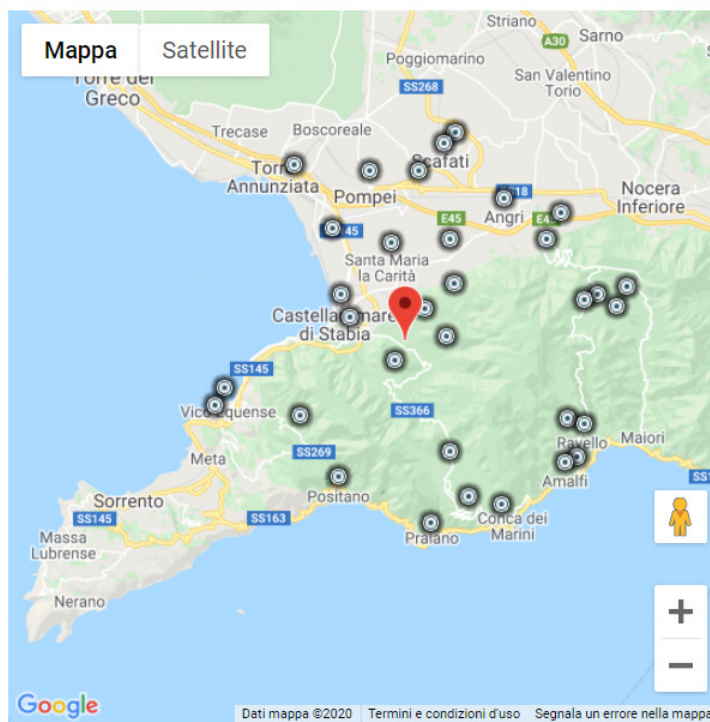 Mappa
Satellite
Striano
Sarno
A30
Poggiomarino
SS268
San Valentino
Torio
Torre del
Greco
Trecase
Boscoreale
Scafati
Torre
Annunziata
Pompei
SS18
Angri
Nocera
Inferiore
E45
Santa Maria
la Carità
di Stabia
SS145
Vico Equense
SS366
Meta
SS269
Ravello
Maiori
Amalfi
Positano
Sorrento
SS145
SS163
Praiano
Conca dei
Marini
Massa
Lubrense
Nerano
Google
Dati mappa ©2020
Termini e condizioni d'uso
Segnala un errore nella mappa